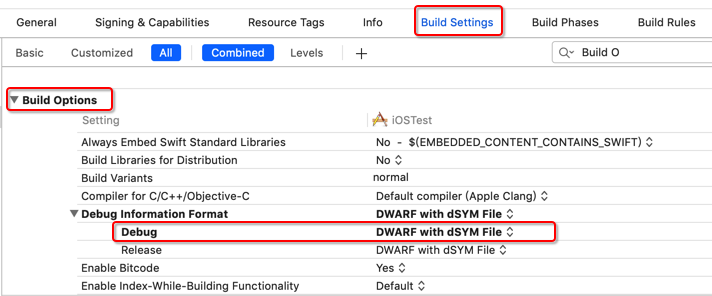 General Signing & Capabilities Resource Tags Info Build Settings Build Phases Build Rules
Basic Customized All Combined Levels + Build O
Build Options
Setting iOSTest
Always Embed Swift Standard Libraries No - $(EMBEDDED_CONTENT_CONTAINS_SWIFT)
Build Libraries for Distribution No
Build Variants normal
Compiler for C/C++/Objective-C Default compiler (Apple Clang)
Debug Information Format DWARF with dSYM File
Debug DWARF with dSYM File
Release DWARF with dSYM File
Enable Bitcode Yes
Enable Index-While-Building Functionality Default